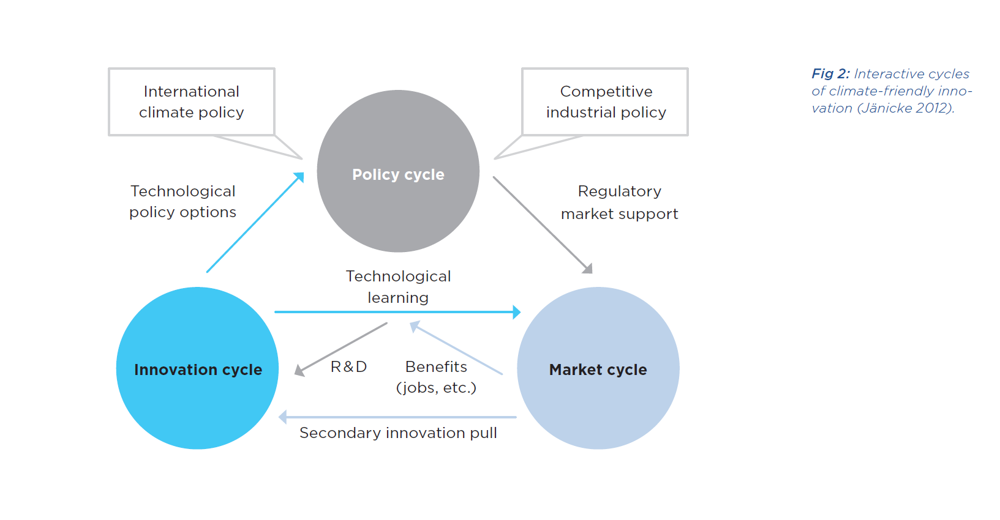 International
climate policy
Competitive
industrial policy
Fig 2: Interactive cycles
of climate-friendly inno-
vation (Jänicke 2012).
Policy cycle
Technological
policy options
Regulatory
market support
Technological
learning
Innovation cycle
R&D
Benefits
(jobs, etc.)
Market cycle
Secondary innovation pull